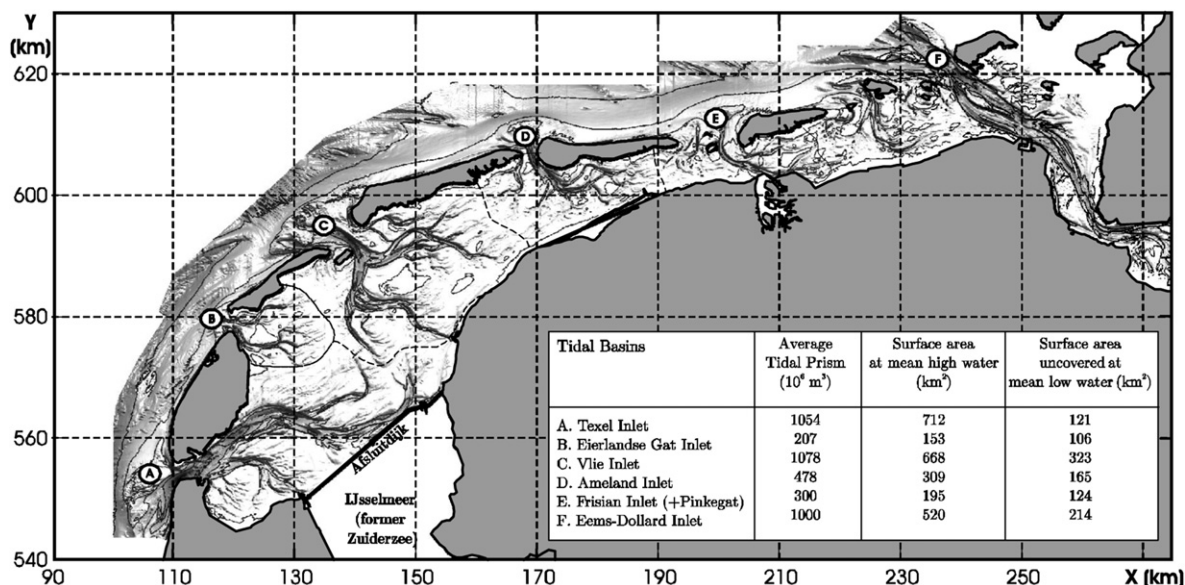 Y
(km)
620
600
580
560
540
90 110 130 150 170 190 210 230 250 X (km)
A
B
C
D
E
F
Afsluitdijk
IJsselmeer
(former
Zuiderzee)
Tidal Basins Average Surface area Surface area
Tidal Prism at mean high water uncovered at
(10⁶ m³) (km²) mean low water (km²)
A. Texel Inlet 1054 712 121
B. Eierlandse Gat Inlet 207 153 106
C. Vlie Inlet 1078 668 323
D. Ameland Inlet 478 309 165
E. Frisian Inlet (+Pinkegat) 300 195 124
F. Eems-Dollard Inlet 1000 520 214